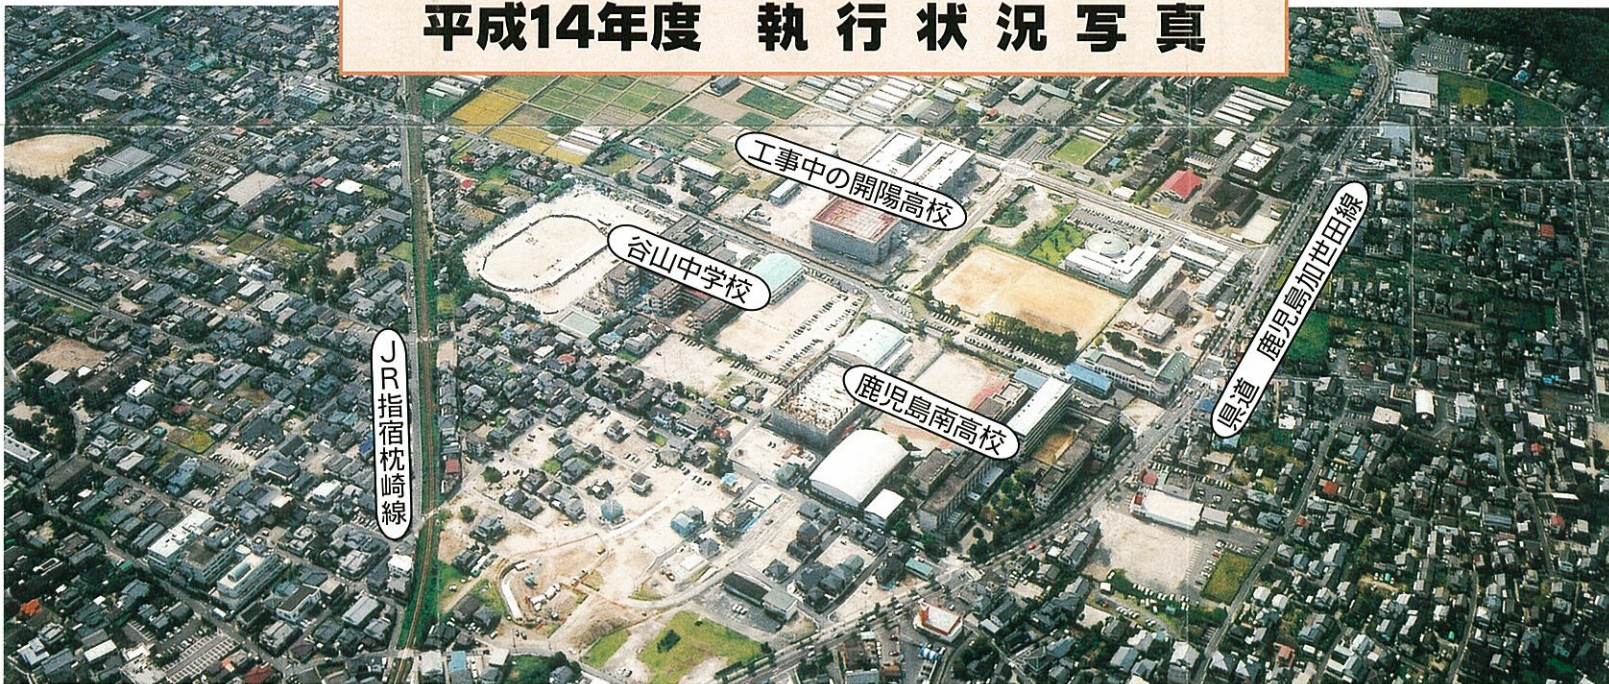 平成14年度　執行状況写真
工事中の開陽高校
谷山中学校
県道　鹿児島加世田線
JR指宿枕崎線
鹿児島南高校